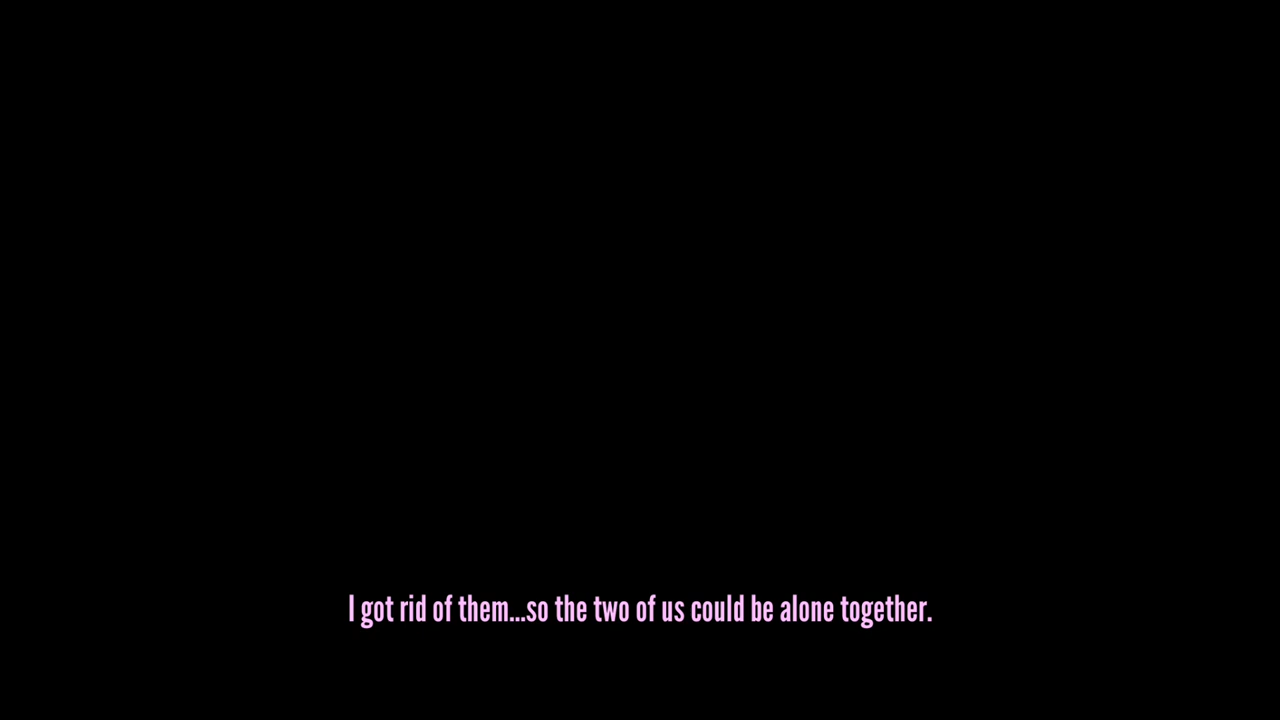 I got rid of them...so the two of us could be alone together.